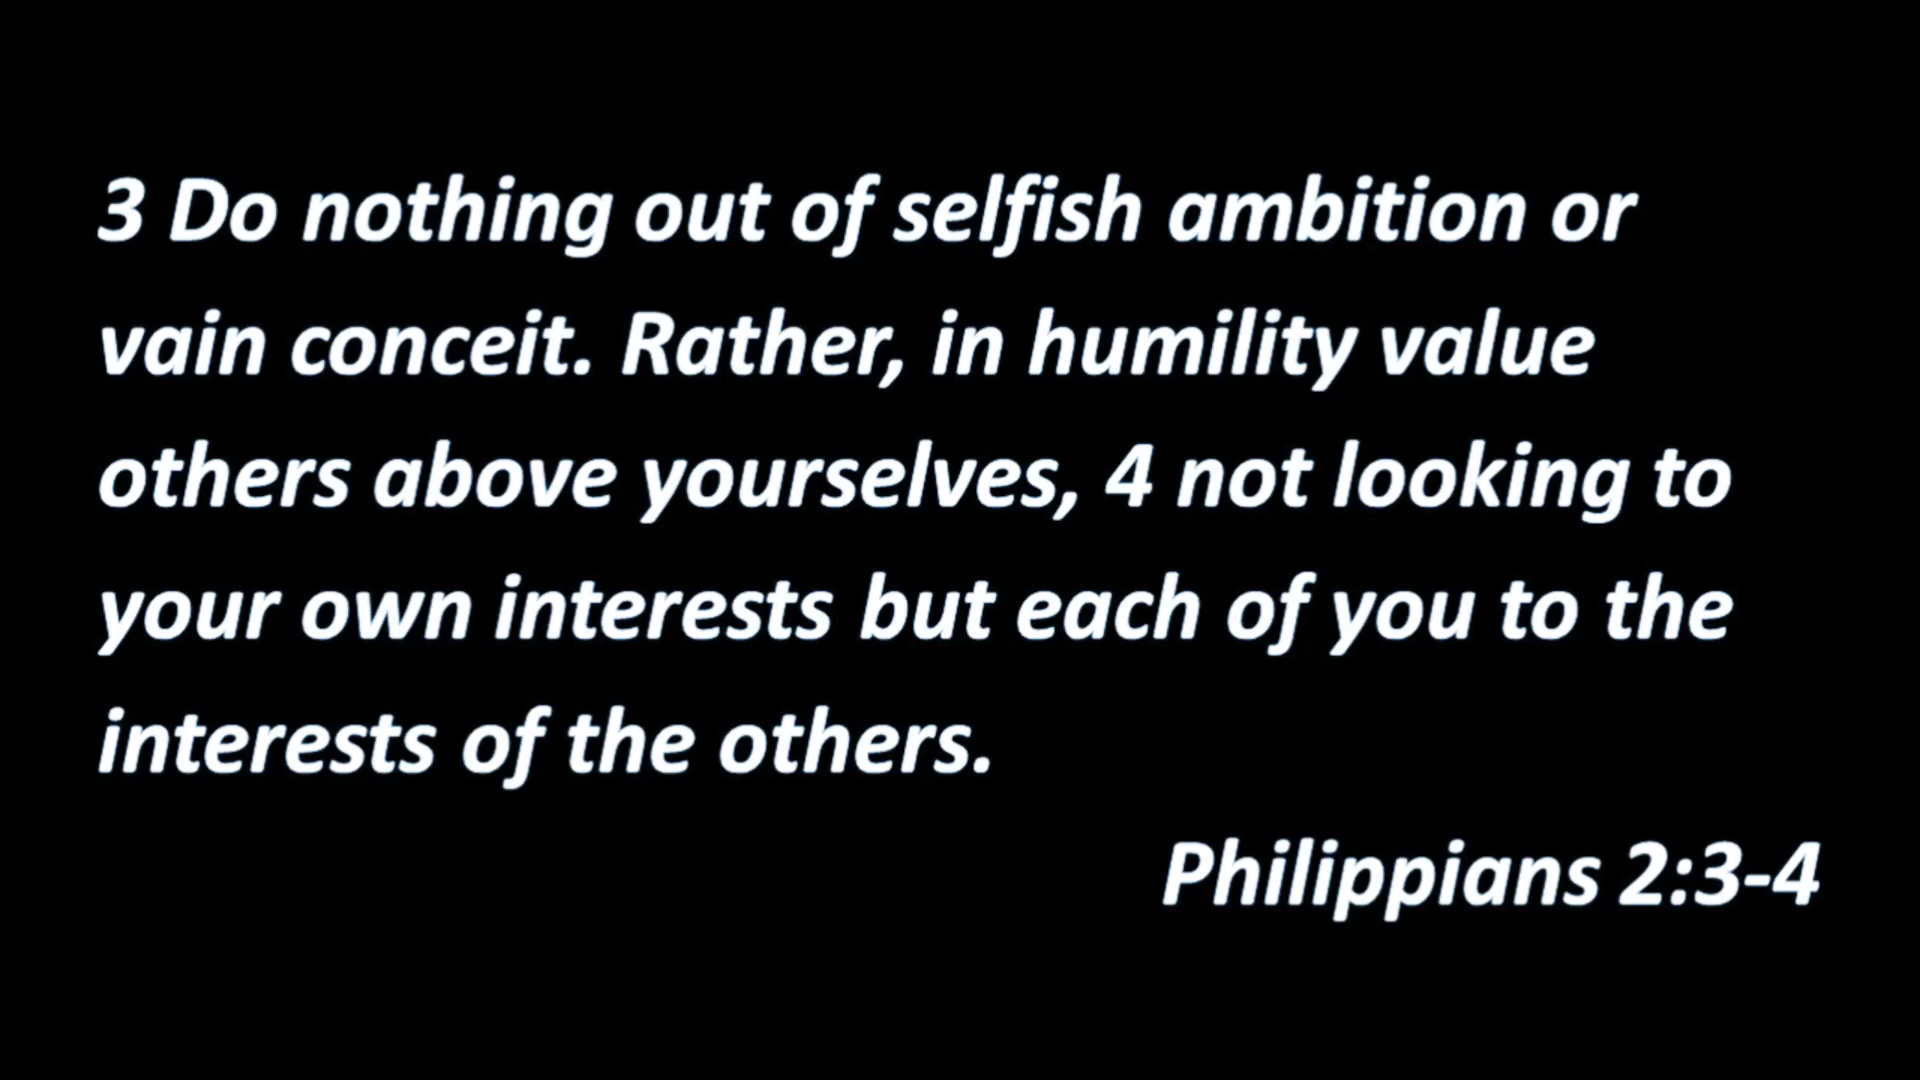 3 Do nothing out of selfish ambition or
vain conceit. Rather, in humility value
others above yourselves, 4 not looking to
your own interests but each of you to the
interests of the others.
Philippians 2:3-4